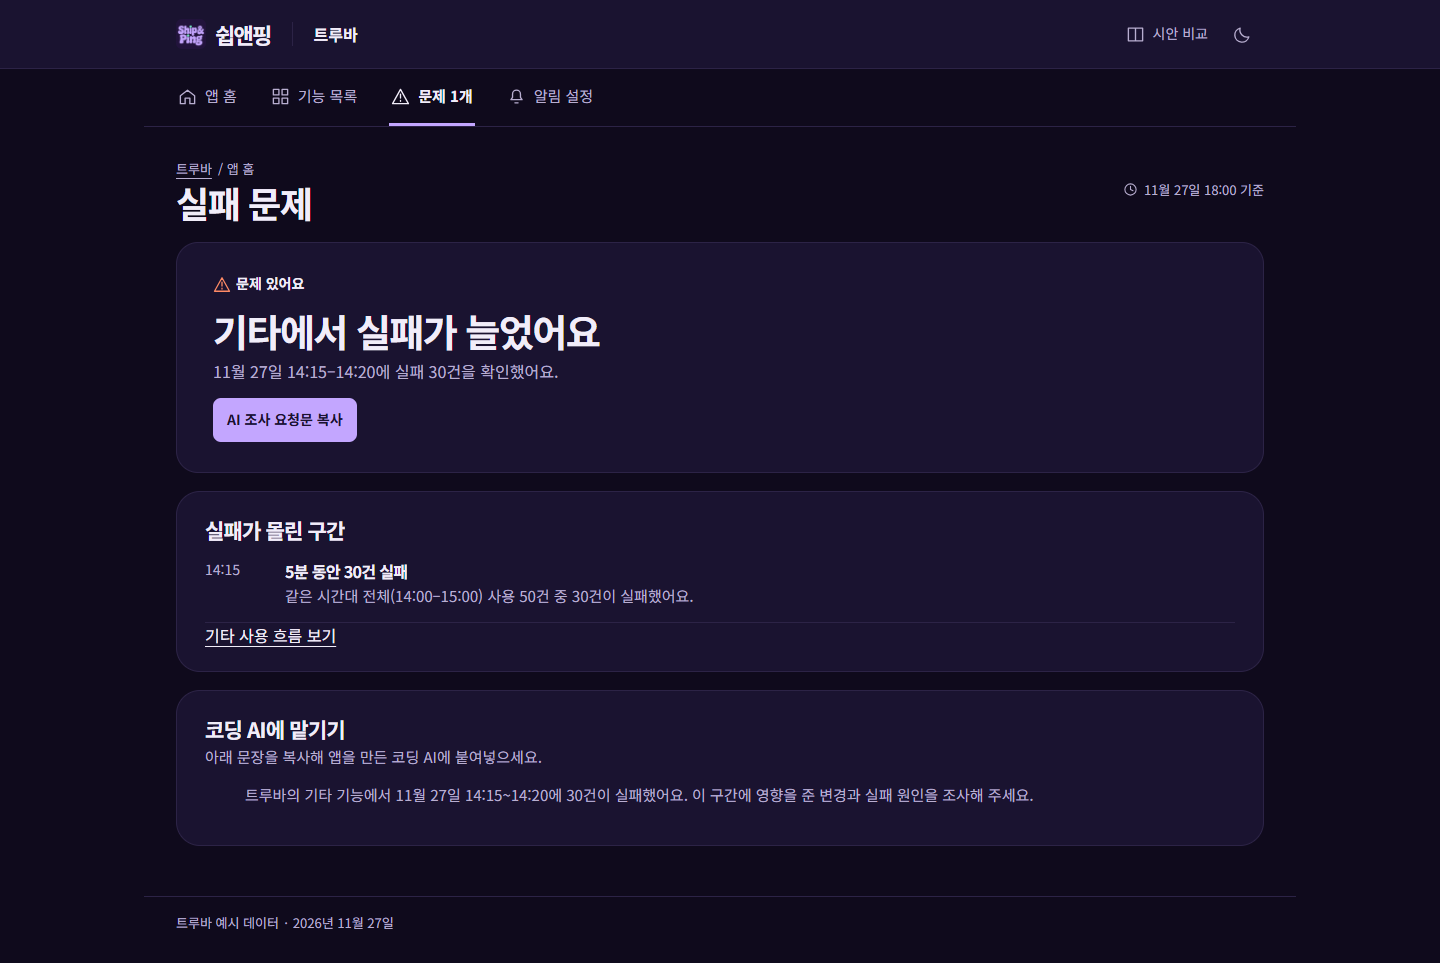 Ship& Ping 쉽앤핑 트루바 시안 비교
앱 홈 기능 목록 문제 1개 알림 설정
트루바 / 앱 홈
실패 문제
11월 27일 18:00 기준
문제 있어요
기타에서 실패가 늘었어요
11월 27일 14:15–14:20에 실패 30건을 확인했어요.
AI 조사 요청문 복사
실패가 몰린 구간
14:15 5분 동안 30건 실패
같은 시간대 전체(14:00–15:00) 사용 50건 중 30건이 실패했어요.
기타 사용 흐름 보기
코딩 AI에 맡기기
아래 문장을 복사해 앱을 만든 코딩 AI에 붙여넣으세요.
트루바의 기타 기능에서 11월 27일 14:15~14:20에 30건이 실패했어요. 이 구간에 영향을 준 변경과 실패 원인을 조사해 주세요.
트루바 예시 데이터 · 2026년 11월 27일